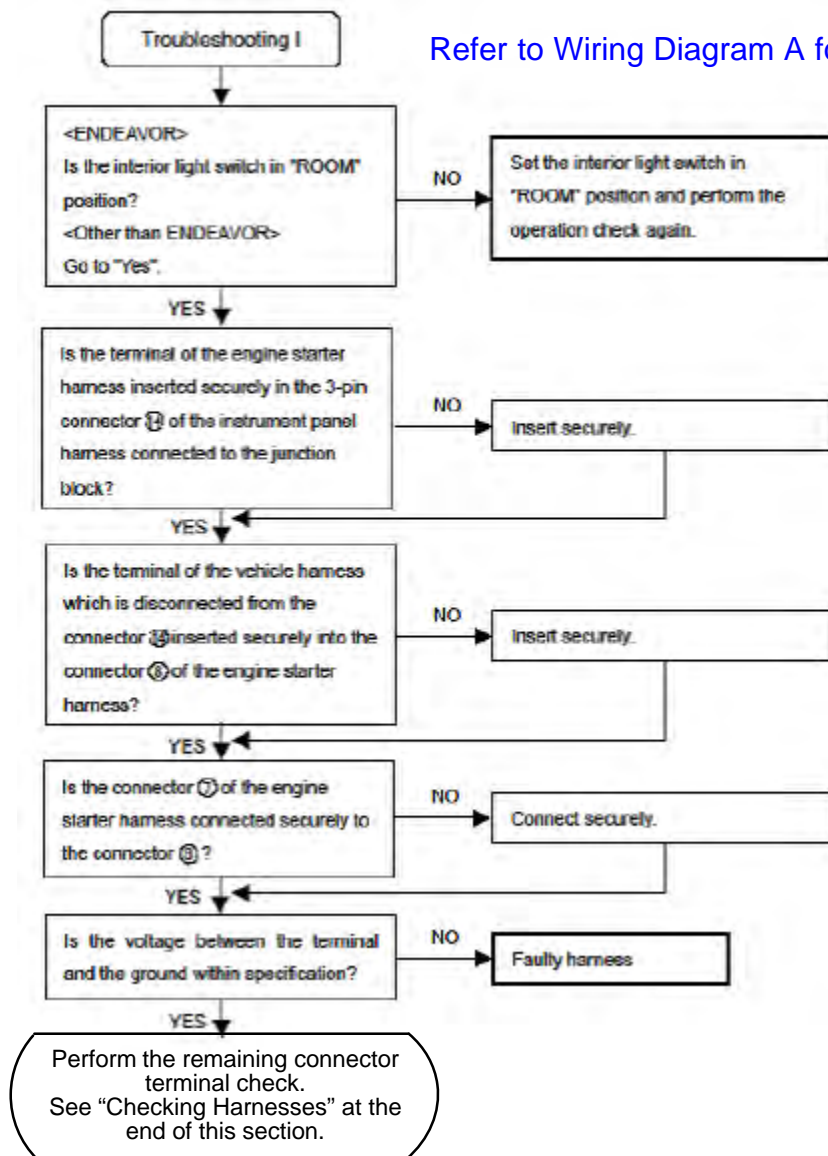 Troubleshooting I
Refer to Wiring Diagram A fo
<ENDEAVOR>
Is the interior light switch in "ROOM"
position?
<Other than ENDEAVOR>
Go to "Yes".
NO
Set the interior light switch in
"ROOM" position and perform the
operation check again.
YES
Is the terminal of the engine starter
harness inserted securely in the 3-pin
connector ⑭ of the instrument panel
harness connected to the junction
block?
NO
Insert securely.
YES
Is the terminal of the vehicle harness
which is disconnected from the
connector inserted securely into the
connector ⑧ of the engine starter
harness?
NO
Insert securely.
YES
Is the connector ⑦ of the engine
starter harness connected securely to
the connector ③ ?
NO
Connect securely.
YES
Is the voltage between the terminal
and the ground within specification?
NO
Faulty harness
YES
Perform the remaining connector
terminal check.
See “Checking Harnesses” at the
end of this section.